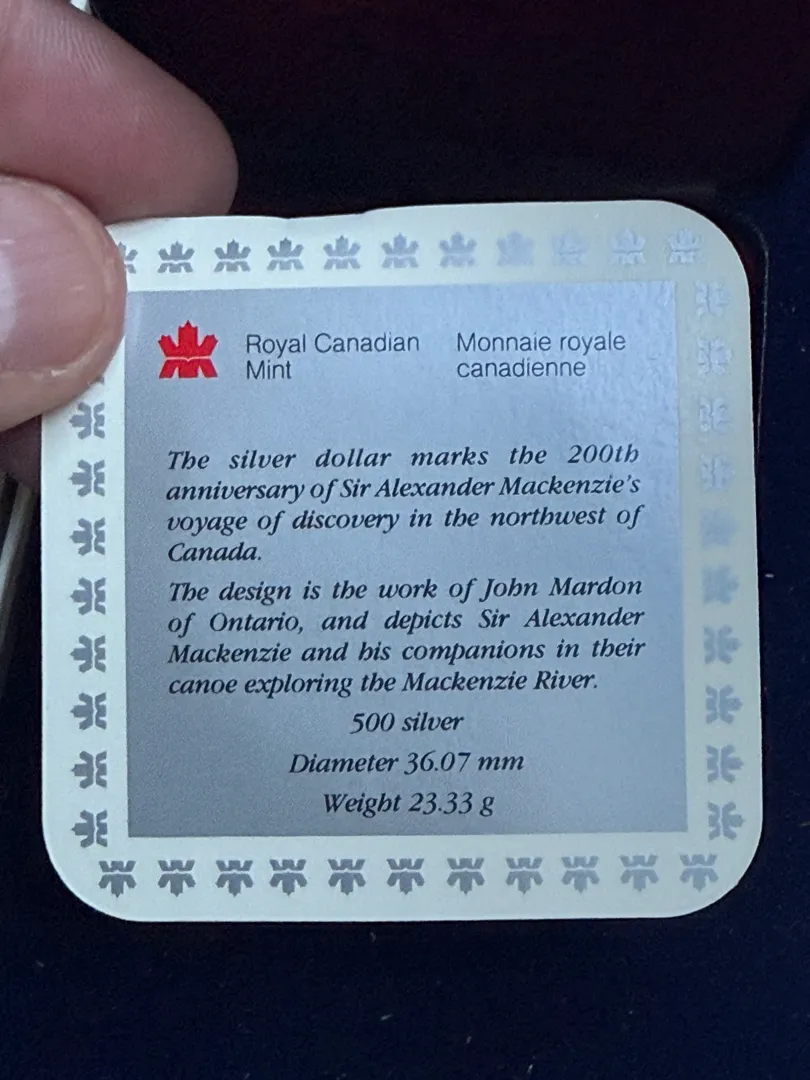 Royal Canadian Mint
Monnaie royale canadienne
The silver dollar marks the 200th
anniversary of Sir Alexander Mackenzie's
voyage of discovery in the northwest of
Canada.
The design is the work of John Mardon
of Ontario, and depicts Sir Alexander
Mackenzie and his companions in their
canoe exploring the Mackenzie River.
500 silver
Diameter 36.07 mm
Weight 23.33 g